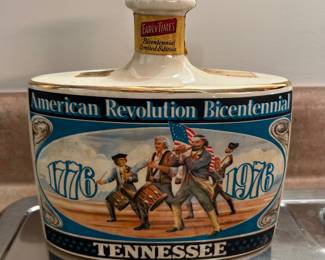 EARLY TIMES
Bicentennial
Limited Edition
American Revolution Bicentennial
1776
1976
TENNESSEE